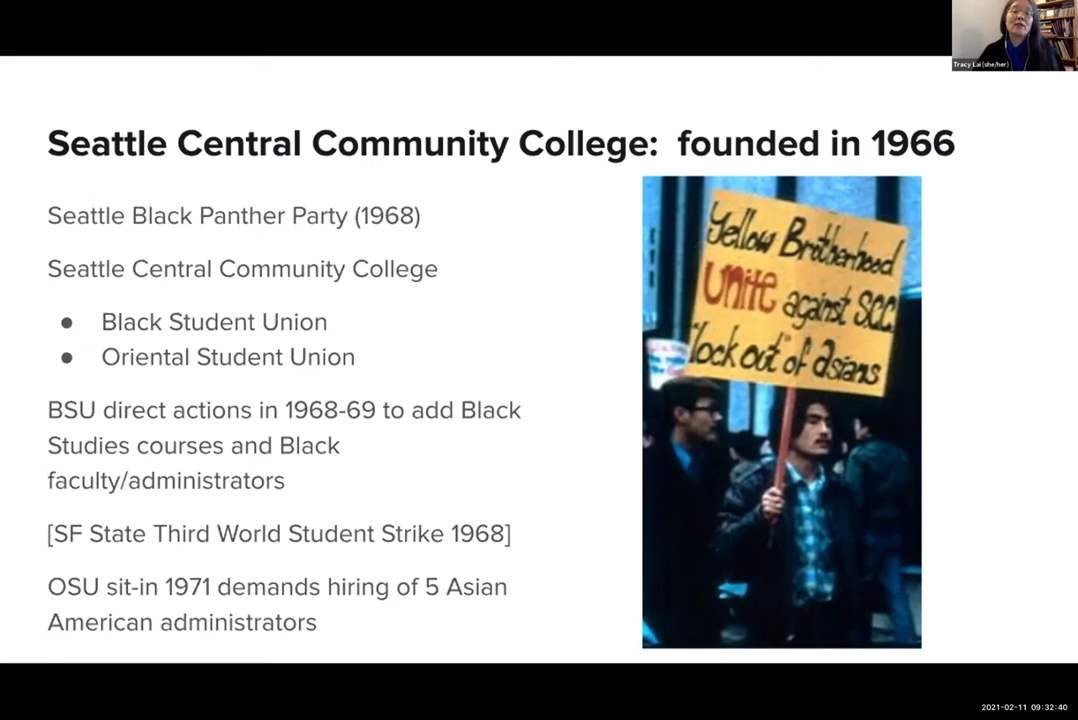 Tracy Lai (she/her)
Seattle Central Community College: founded in 1966
Seattle Black Panther Party (1968)
Seattle Central Community College
● Black Student Union
● Oriental Student Union
BSU direct actions in 1968-69 to add Black
Studies courses and Black
faculty/administrators
[SF State Third World Student Strike 1968]
OSU sit-in 1971 demands hiring of 5 Asian
American administrators
Yellow Brotherhood
Unite against SCC
"lock out" of Asians
2021-02-11 09:32:40